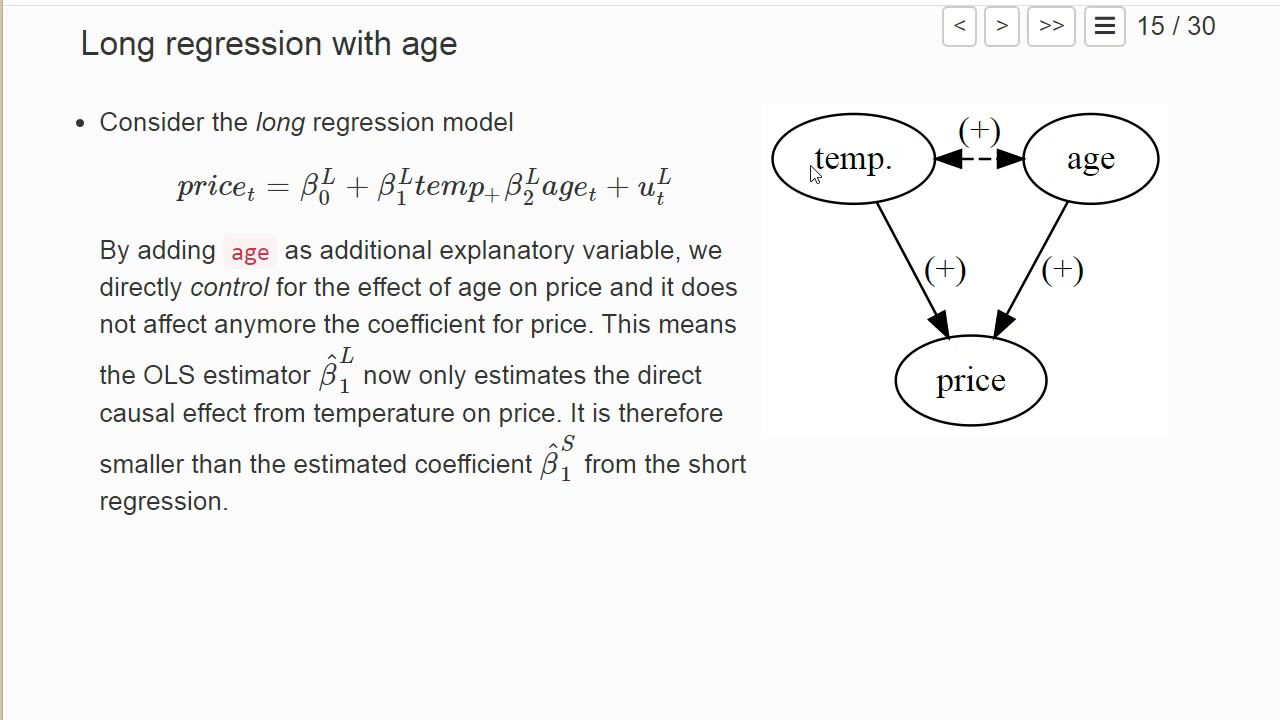 < > >> ☰ 15 / 30
Long regression with age
• Consider the long regression model
price_t = β_0^L + β_1^L temp_+ β_2^L age_t + u_t^L
By adding age as additional explanatory variable, we
directly control for the effect of age on price and it does
not affect anymore the coefficient for price. This means
the OLS estimator β̂_1^L now only estimates the direct
causal effect from temperature on price. It is therefore
smaller than the estimated coefficient β̂_1^S from the short
regression.
(+)
temp. age
(+) (+)
price